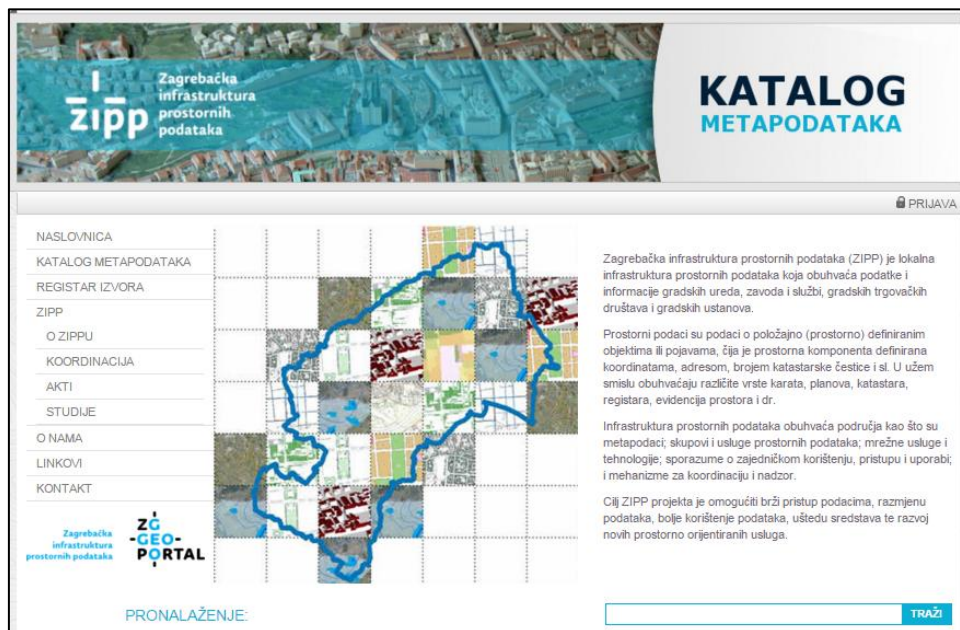 zipp
Zagrebačka
infrastruktura
prostornih
podataka
KATALOG
METAPODATAKA
PRIJAVA
NASLOVNICA
KATALOG METAPODATAKA
REGISTAR IZVORA
ZIPP
O ZIPPU
KOORDINACIJA
AKTI
STUDIJE
O NAMA
LINKOVI
KONTAKT
Zagrebačka
infrastruktura
prostornih podataka
ZG
-GEO-
PORTAL
Zagrebačka infrastruktura prostornih podataka (ZIPP) je lokalna
infrastruktura prostornih podataka koja obuhvaća podatke i
informacije gradskih ureda, zavoda i službi, gradskih trgovačkih
društava i gradskih ustanova.
Prostorni podaci su podaci o položajno (prostorno) definiranim
objektima ili pojavama, čija je prostorna komponenta definirana
koordinatama, adresom, brojem katastarske čestice i sl. U užem
smislu obuhvaćaju različite vrste karata, planova, katastara,
registara, evidencija prostora i dr.
Infrastruktura prostornih podataka obuhvaća područja kao što su
metapodaci; skupovi i usluge prostornih podataka; mrežne usluge i
tehnologije; sporazume o zajedničkom korištenju, pristupu i uporabi;
i mehanizme za koordinaciju i nadzor.
Cilj ZIPP projekta je omogućiti brži pristup podacima, razmjenu
podataka, bolje korištenje podataka, uštedu sredstava te razvoj
novih prostorno orijentiranih usluga.
PRONALAŽENJE:
TRAŽI